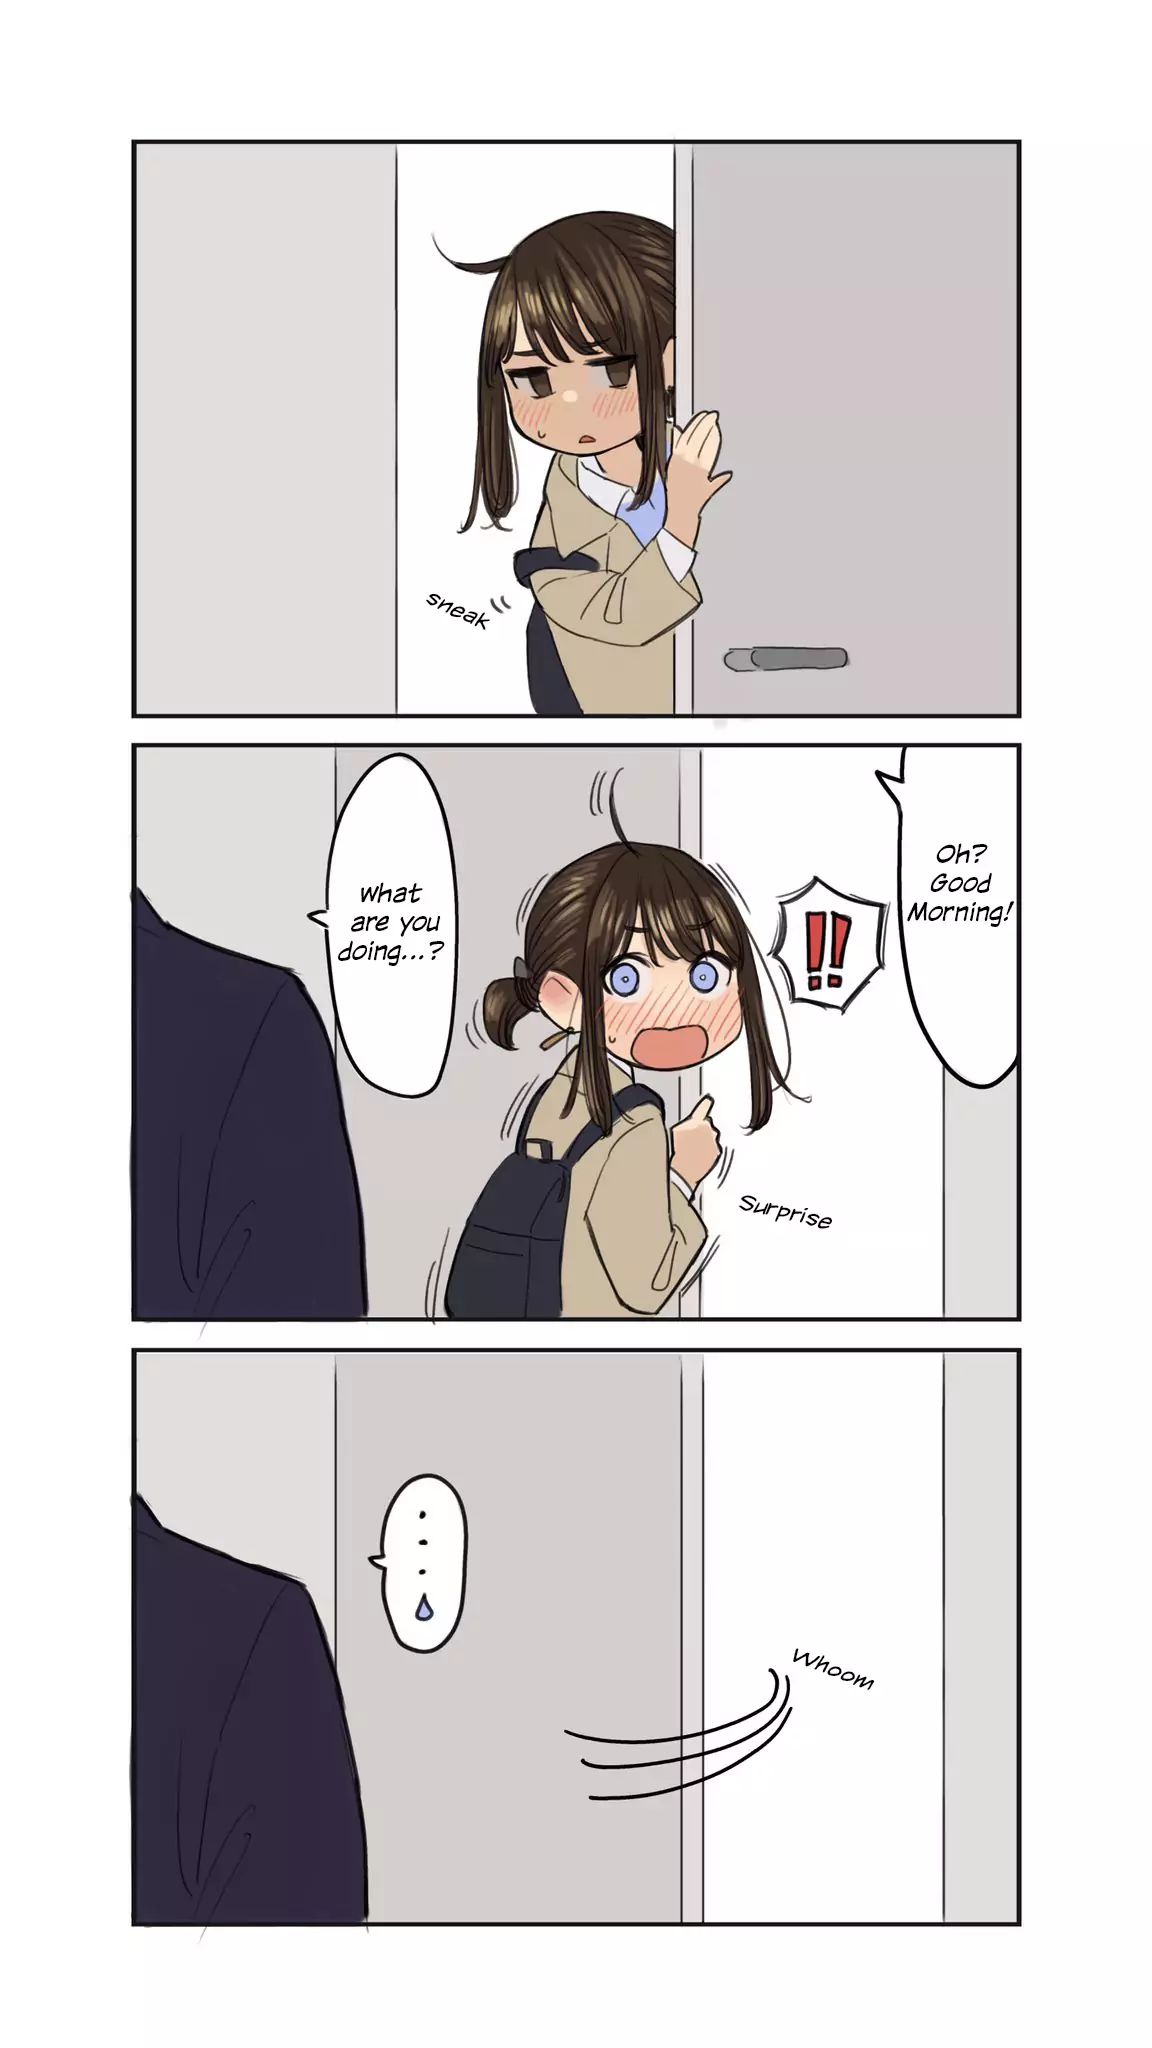 sneak
Oh?
Good
Morning!
!!
What
are you
doing...?
Surprise
....
Whoom